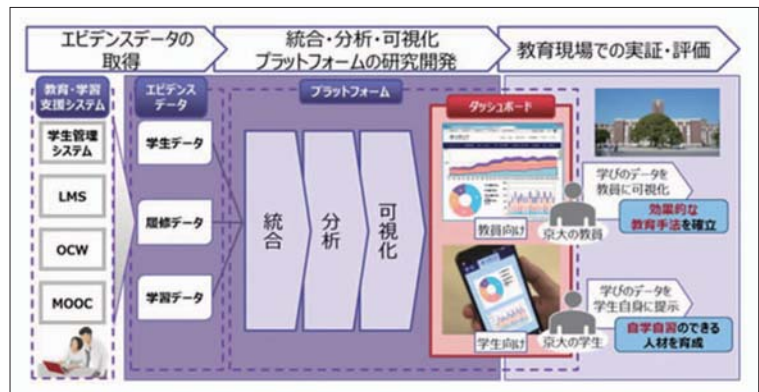 エビデンスデータの
取得
統合・分析・可視化
プラットフォームの研究開発
教育現場での実証・評価
教育・学習
支援システム
学生管理
システム
LMS
OCW
MOOC
エビデンス
データ
学生データ
履修データ
学習データ
プラットフォーム
統合
分析
可視化
ダッシュボード
教員向け
京大の教員
学生向け
京大の学生
学びのデータを
教員に可視化
効果的な
教育手法を確立
学びのデータを
学生自身に提示
自学自習のできる
人材を育成